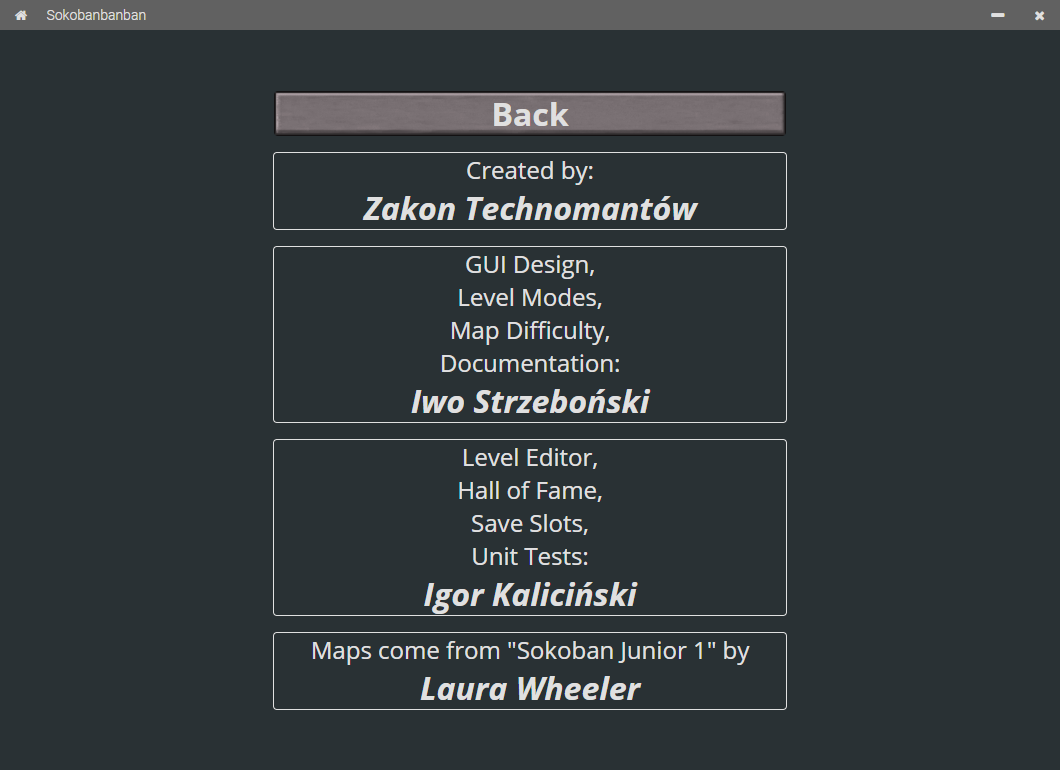 Sokobanbanban
Back
Created by:
Zakon Technomantów
GUI Design,
Level Modes,
Map Difficulty,
Documentation:
Iwo Strzeboński
Level Editor,
Hall of Fame,
Save Slots,
Unit Tests:
Igor Kaliciński
Maps come from "Sokoban Junior 1" by
Laura Wheeler